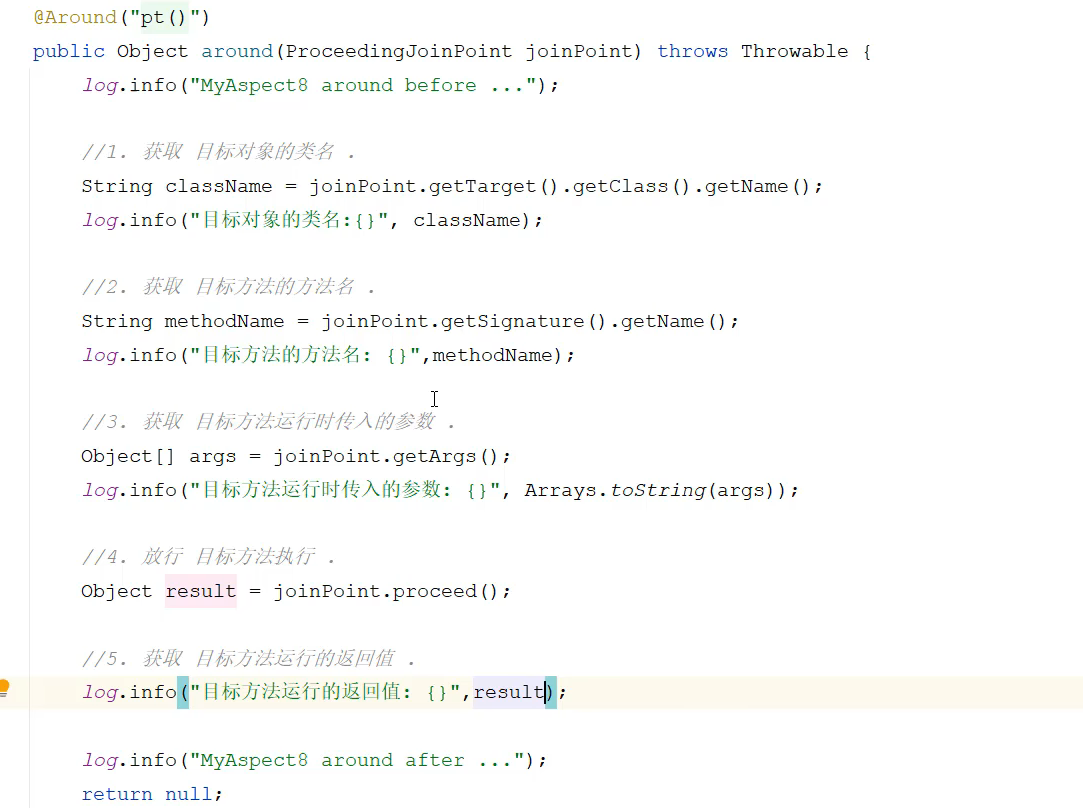 @Around("pt()")
public Object around(ProceedingJoinPoint joinPoint) throws Throwable {
log.info("MyAspect8 around before ...");
//1. 获取 目标对象的类名 .
String className = joinPoint.getTarget().getClass().getName();
log.info("目标对象的类名:{}", className);
//2. 获取 目标方法的方法名 .
String methodName = joinPoint.getSignature().getName();
log.info("目标方法的方法名: {}",methodName);
//3. 获取 目标方法运行时传入的参数 .
Object[] args = joinPoint.getArgs();
log.info("目标方法运行时传入的参数: {}", Arrays.toString(args));
//4. 放行 目标方法执行 .
Object result = joinPoint.proceed();
//5. 获取 目标方法运行的返回值 .
log.info("目标方法运行的返回值: {}",result);
log.info("MyAspect8 around after ...");
return null;